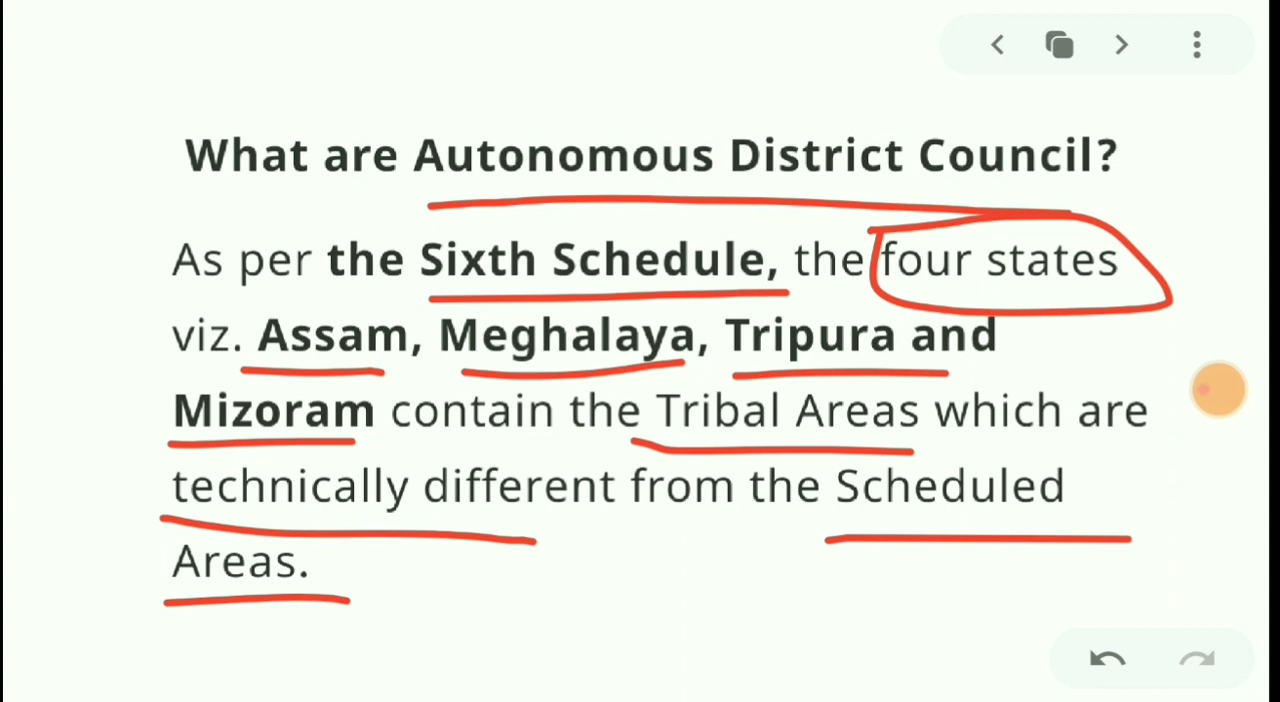 What are Autonomous District Council?
As per the Sixth Schedule, the four states
viz. Assam, Meghalaya, Tripura and
Mizoram contain the Tribal Areas which are
technically different from the Scheduled
Areas.